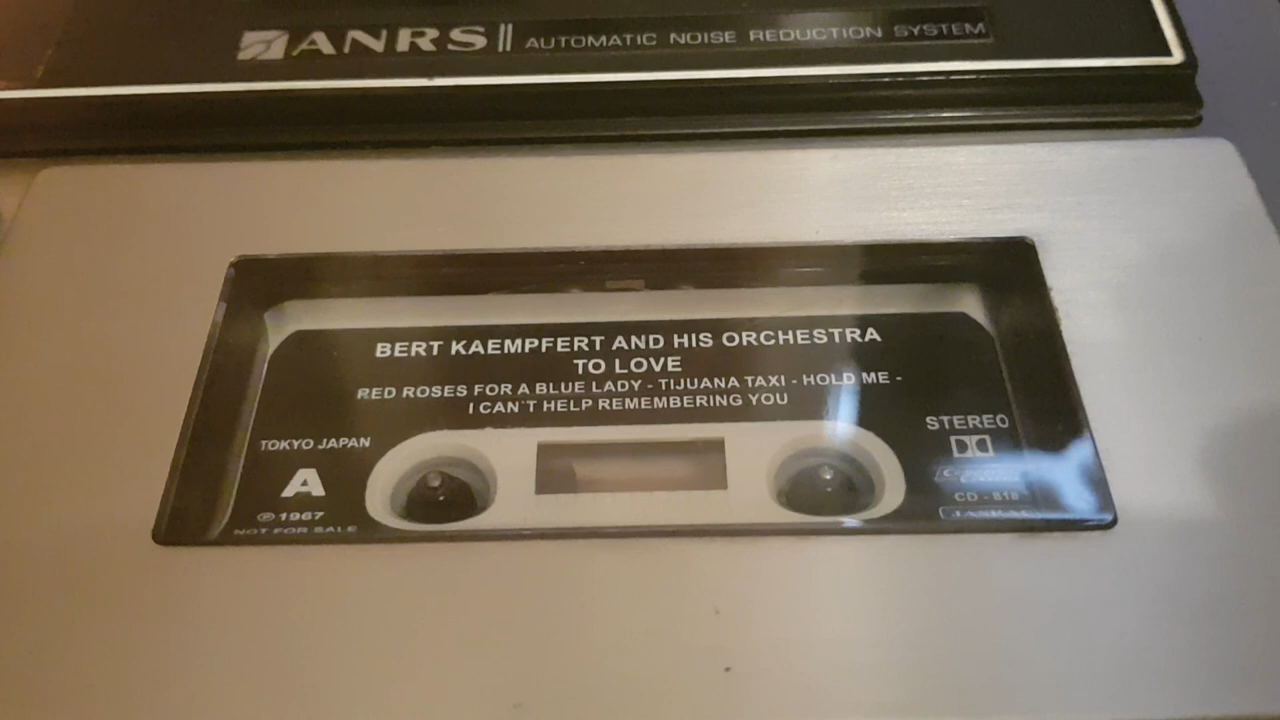 ANRS II AUTOMATIC NOISE REDUCTION SYSTEM
BERT KAEMPFERT AND HIS ORCHESTRA
TO LOVE
RED ROSES FOR A BLUE LADY - TIJUANA TAXI - HOLD ME -
I CAN'T HELP REMEMBERING YOU
TOKYO JAPAN
A
℗ 1967
NOT FOR SALE
STEREO
CD - 818